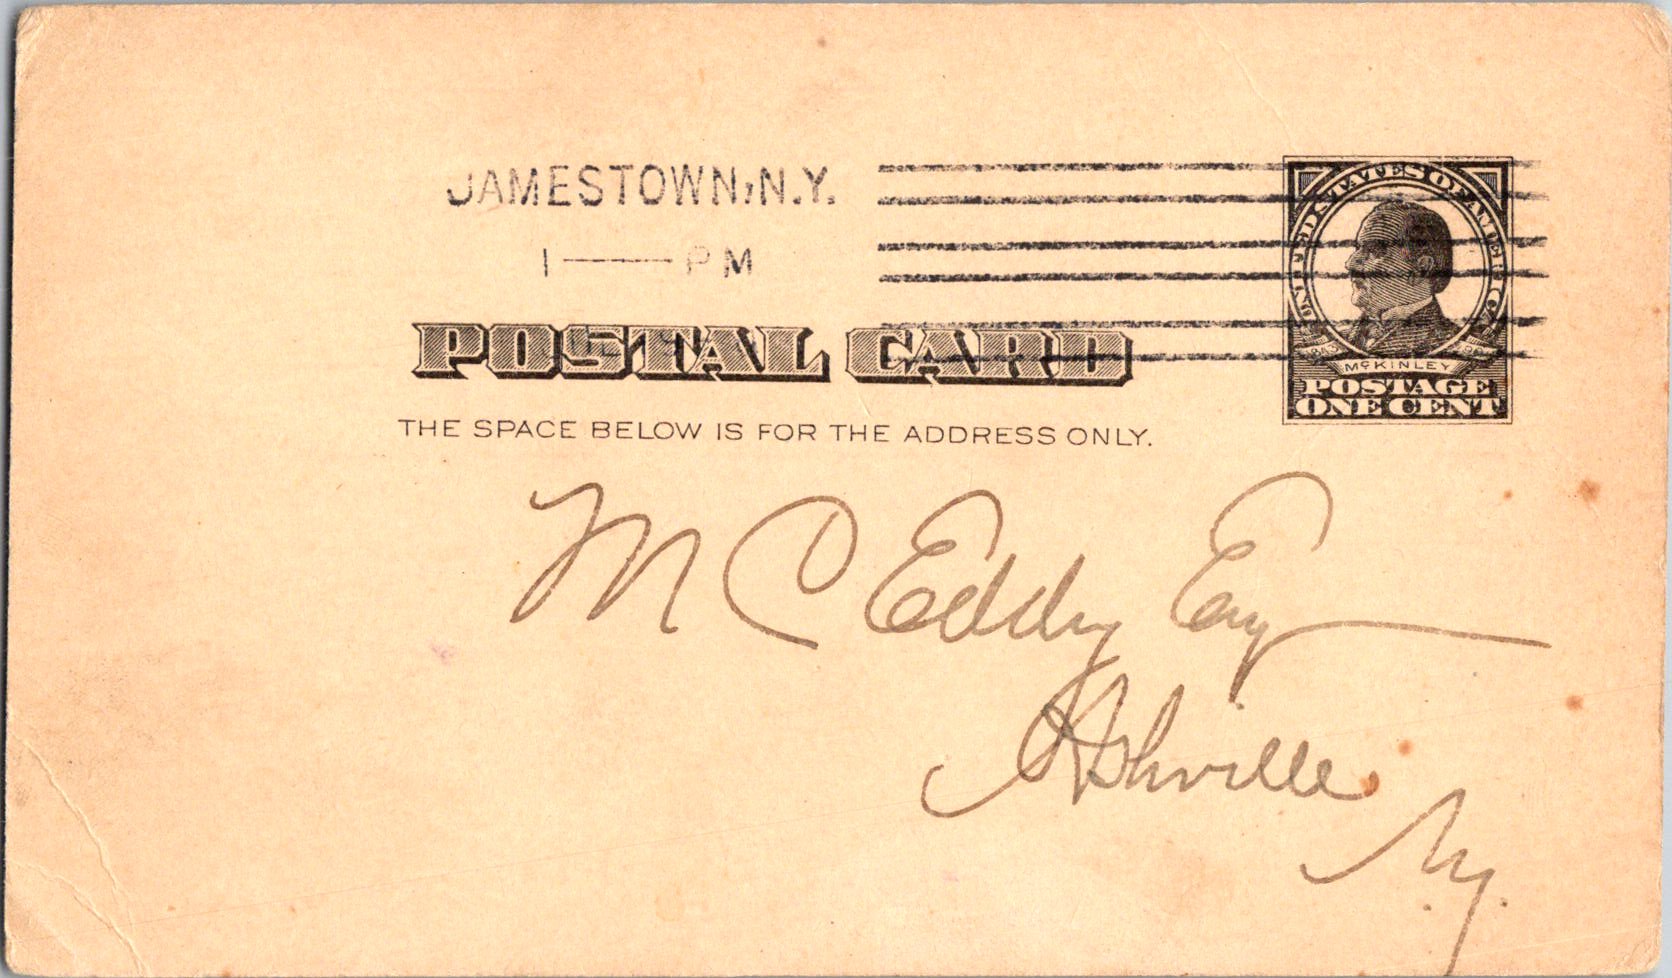 JAMESTOWN, N.Y.
1 — PM
UNITED STATES OF AMERICA
McKINLEY
POSTAGE
ONE CENT
POSTAL CARD
THE SPACE BELOW IS FOR THE ADDRESS ONLY.
M C Eddy Esq
Ashville
N.Y.